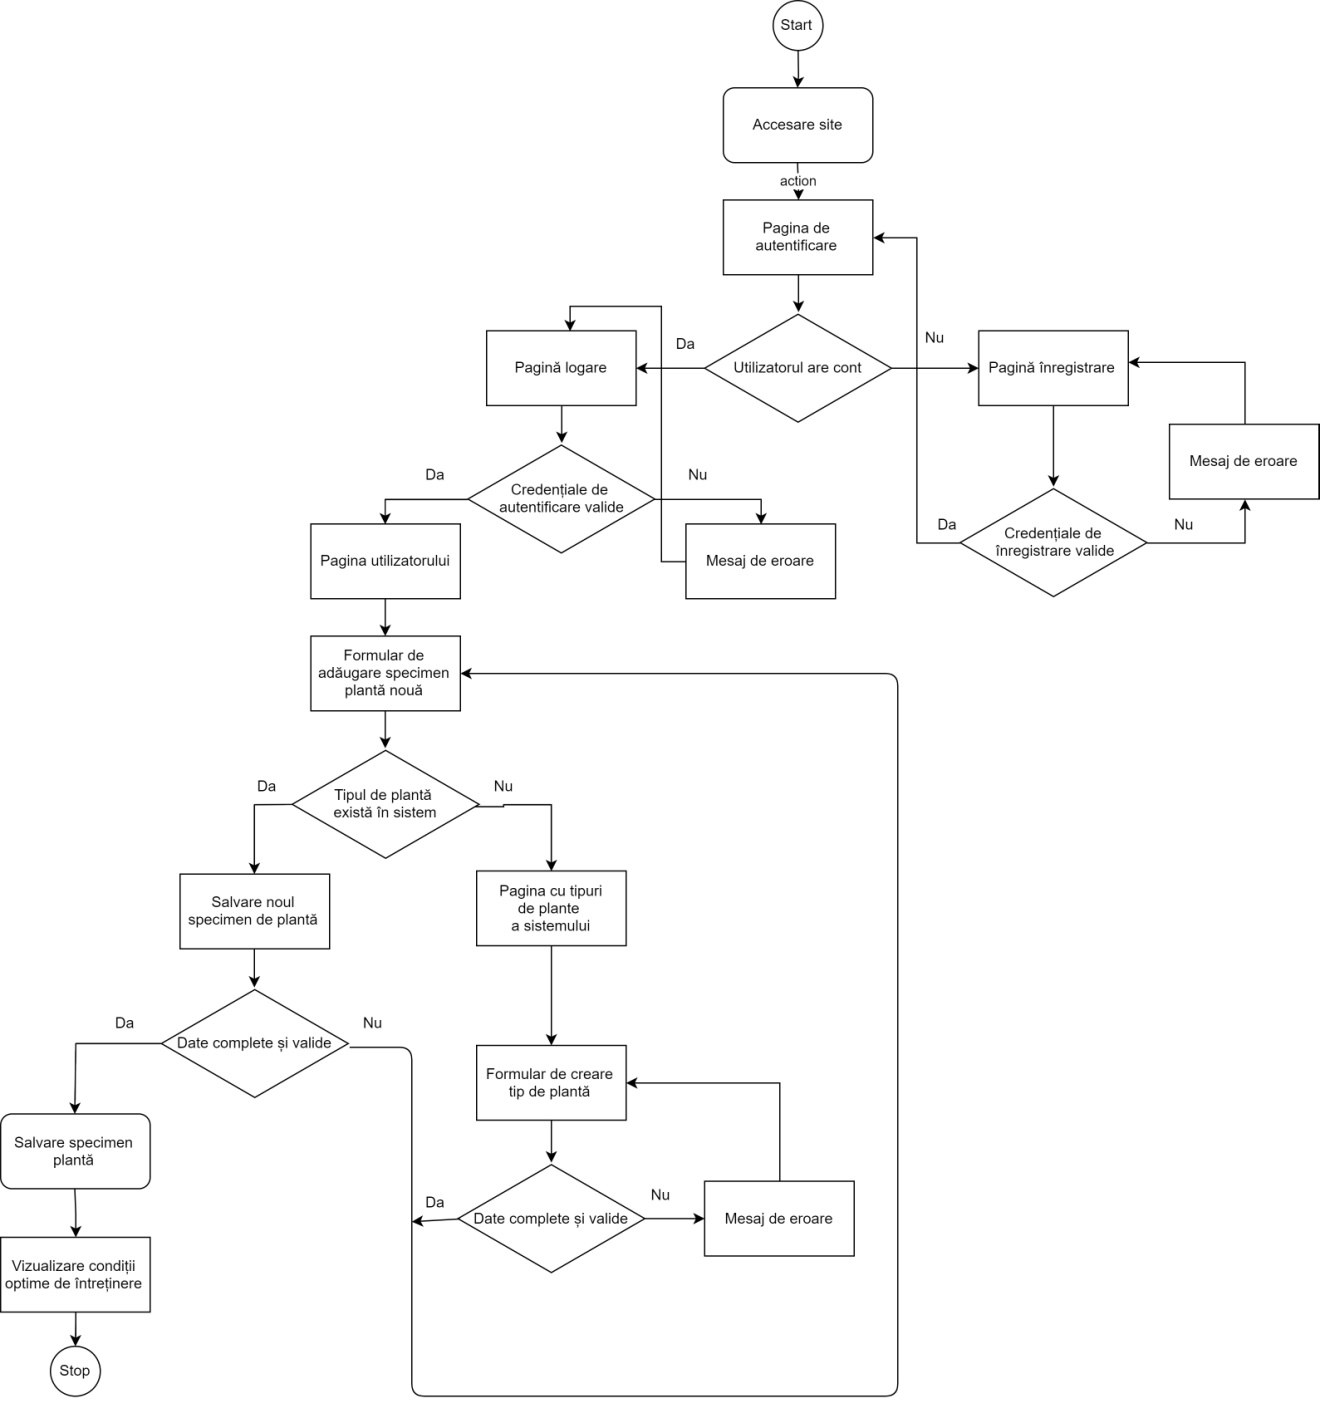 Start
Accesare site
action
Pagina de
autentificare
Da
Utilizatorul are cont
Nu
Pagină logare
Pagină înregistrare
Mesaj de eroare
Da
Credențiale de
autentificare valide
Nu
Da
Credențiale de
înregistrare valide
Nu
Pagina utilizatorului
Mesaj de eroare
Formular de
adăugare specimen
plantă nouă
Da
Tipul de plantă
există în sistem
Nu
Salvare noul
specimen de plantă
Pagina cu tipuri
de plante
a sistemului
Da
Date complete și valide
Nu
Formular de creare
tip de plantă
Salvare specimen
plantă
Da
Date complete și valide
Nu
Mesaj de eroare
Vizualizare condiții
optime de întreținere
Stop